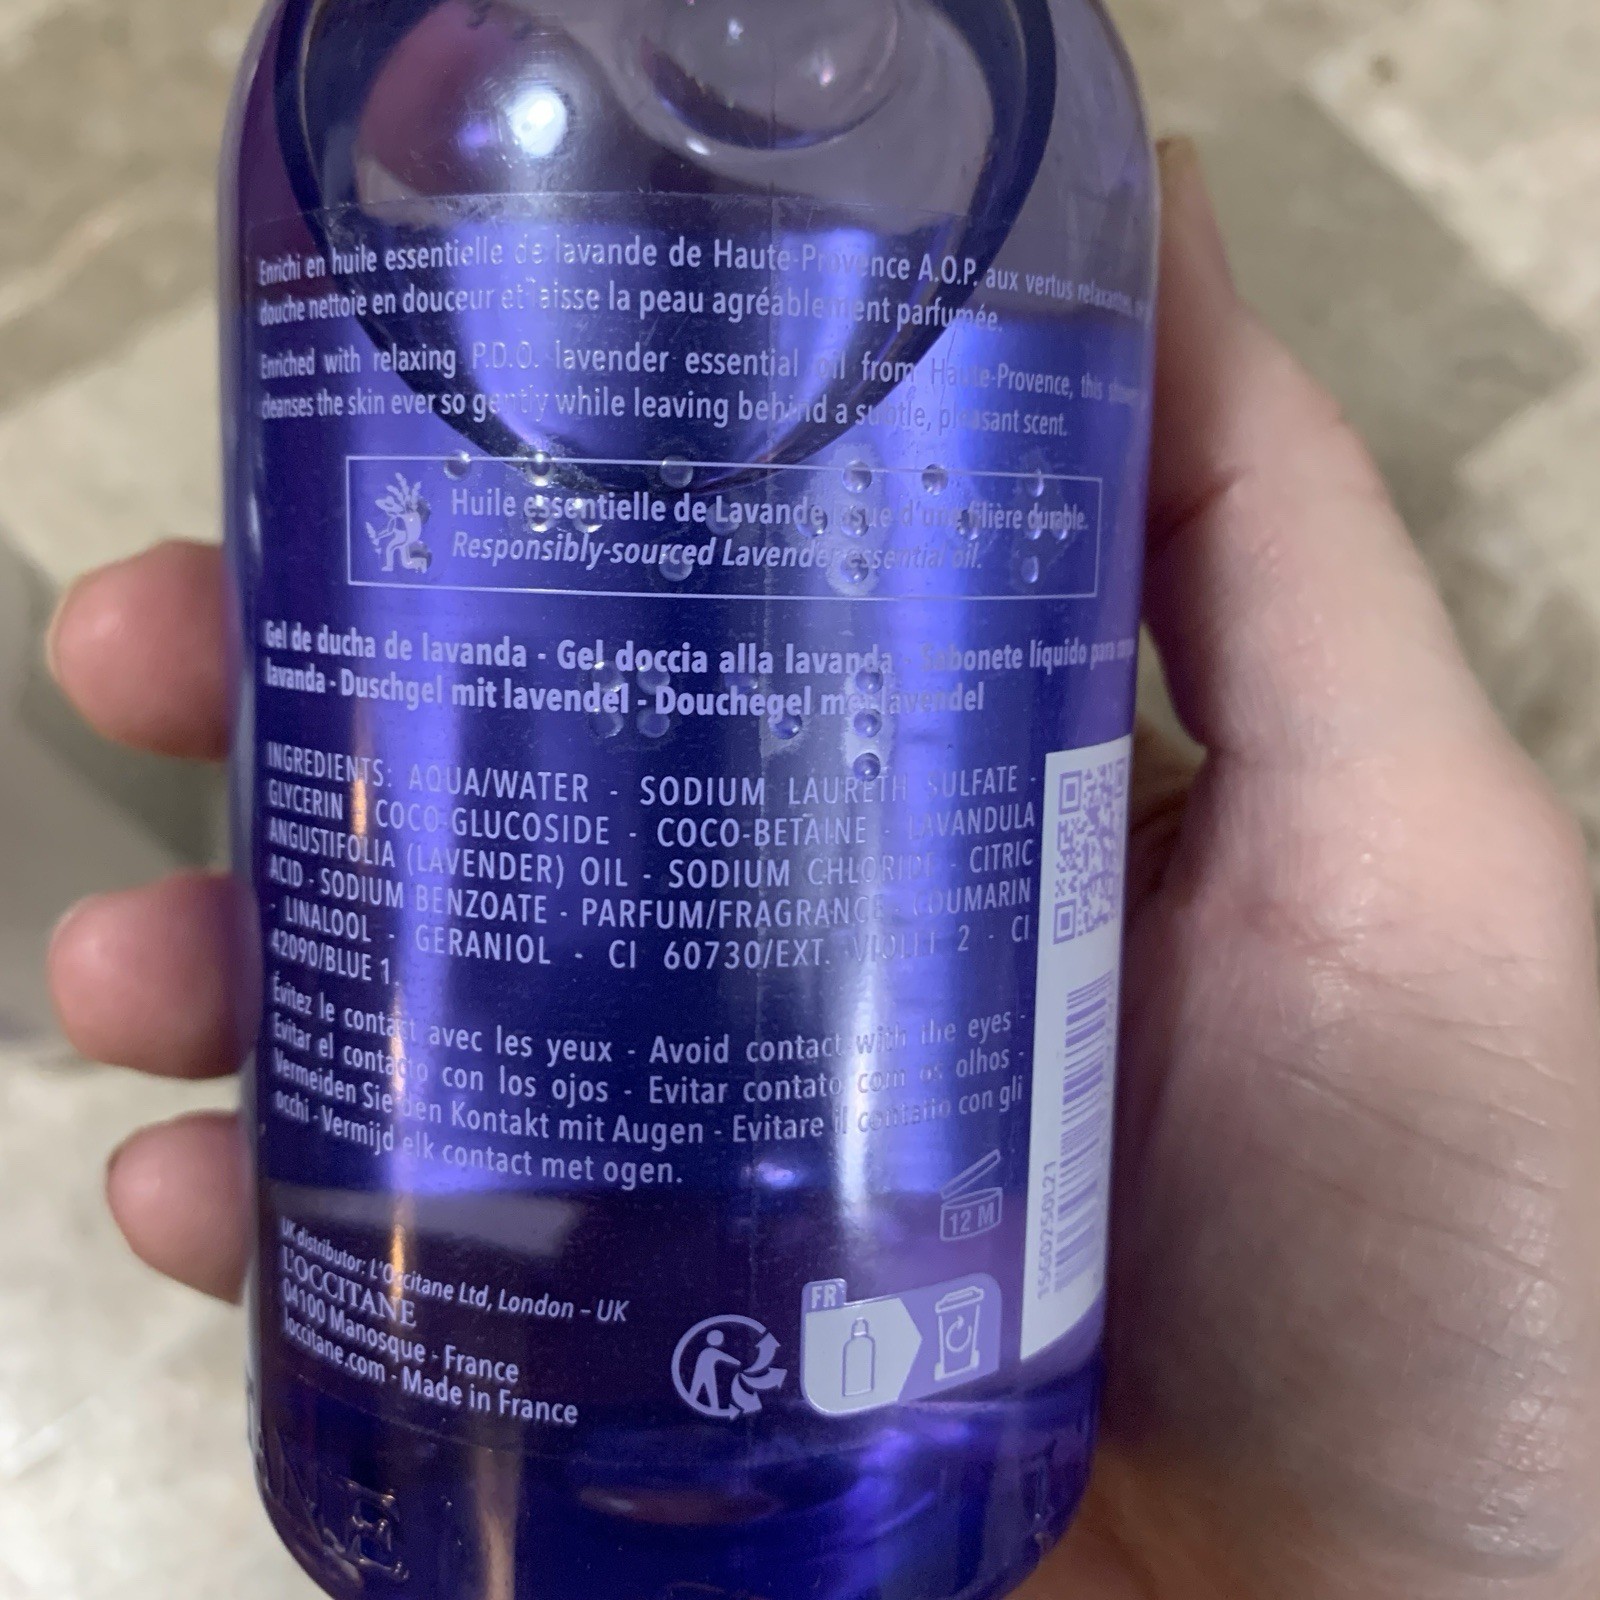 Enrichi en huile essentielle de lavande de Haute-Provence A.O.P. aux vertus relaxantes,
douche nettoie en douceur et laisse la peau agréablement parfumée.
Enriched with relaxing P.D.O. lavender essential oil from Haute-Provence, this
cleanses the skin ever so gently while leaving behind a subtle, pleasant scent.
Huile essentielle de Lavande issue d'une filière durable.
Responsibly-sourced Lavender essential oil.
Gel de ducha de lavanda - Gel doccia alla lavanda - Sabonete líquido para
lavanda - Duschgel mit lavendel - Douchegel met lavendel
INGREDIENTS: AQUA/WATER - SODIUM LAURETH SULFATE -
GLYCERIN - COCO-GLUCOSIDE - COCO-BETAINE - LAVANDULA
ANGUSTIFOLIA (LAVENDER) OIL - SODIUM CHLORIDE - CITRIC
ACID - SODIUM BENZOATE - PARFUM/FRAGRANCE - COUMARIN
- LINALOOL - GERANIOL - CI 60730/EXT. VIOLET 2 - CI
42090/BLUE 1.
Évitez le contact avec les yeux - Avoid contact with the eyes -
Evitar el contacto con los ojos - Evitar contato com os olhos -
Vermeiden Sie den Kontakt mit Augen - Evitare il contatto con gli
occhi - Vermijd elk contact met ogen.
12 M
15GD250L21
UK distributor: L'Occitane Ltd, London – UK
L'OCCITANE
04100 Manosque - France
loccitane.com - Made in France
FR